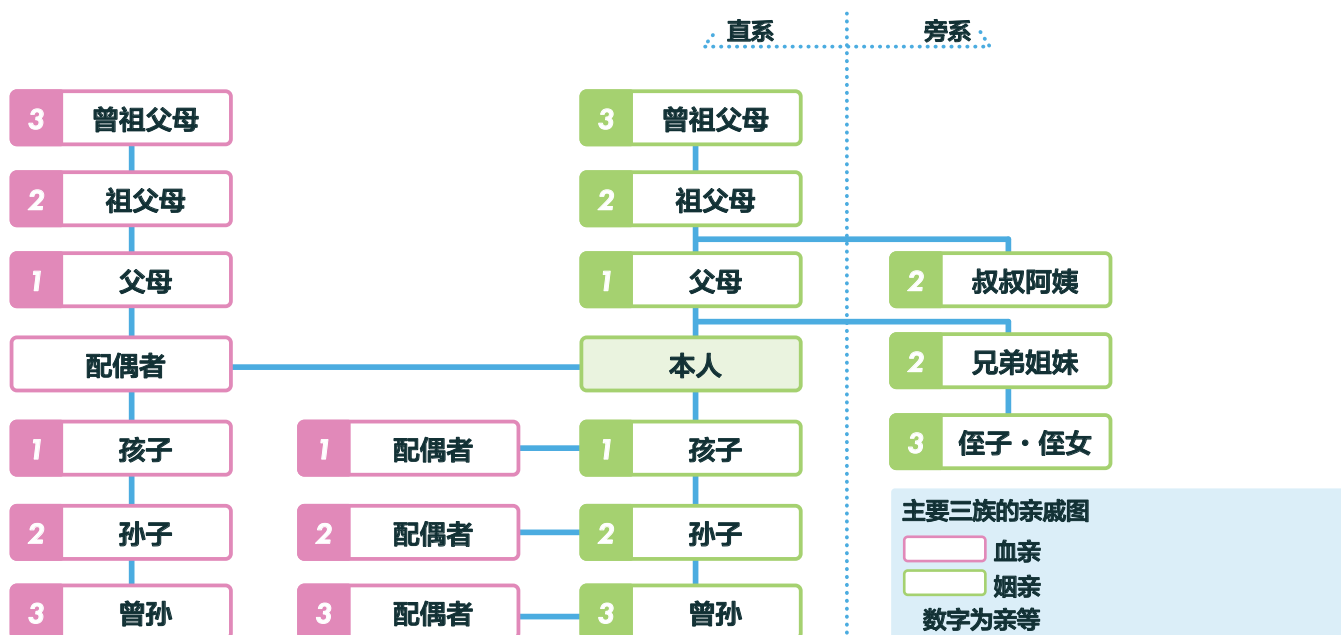 直系
旁系
3 曾祖父母
3 曾祖父母
2 祖父母
2 祖父母
1 父母
1 父母
2 叔叔阿姨
配偶者
本人
2 兄弟姐妹
1 孩子
1 配偶者
1 孩子
3 侄子・侄女
2 孙子
2 配偶者
2 孙子
3 曾孙
3 配偶者
3 曾孙
主要三族的亲戚图
血亲
姻亲
数字为亲等